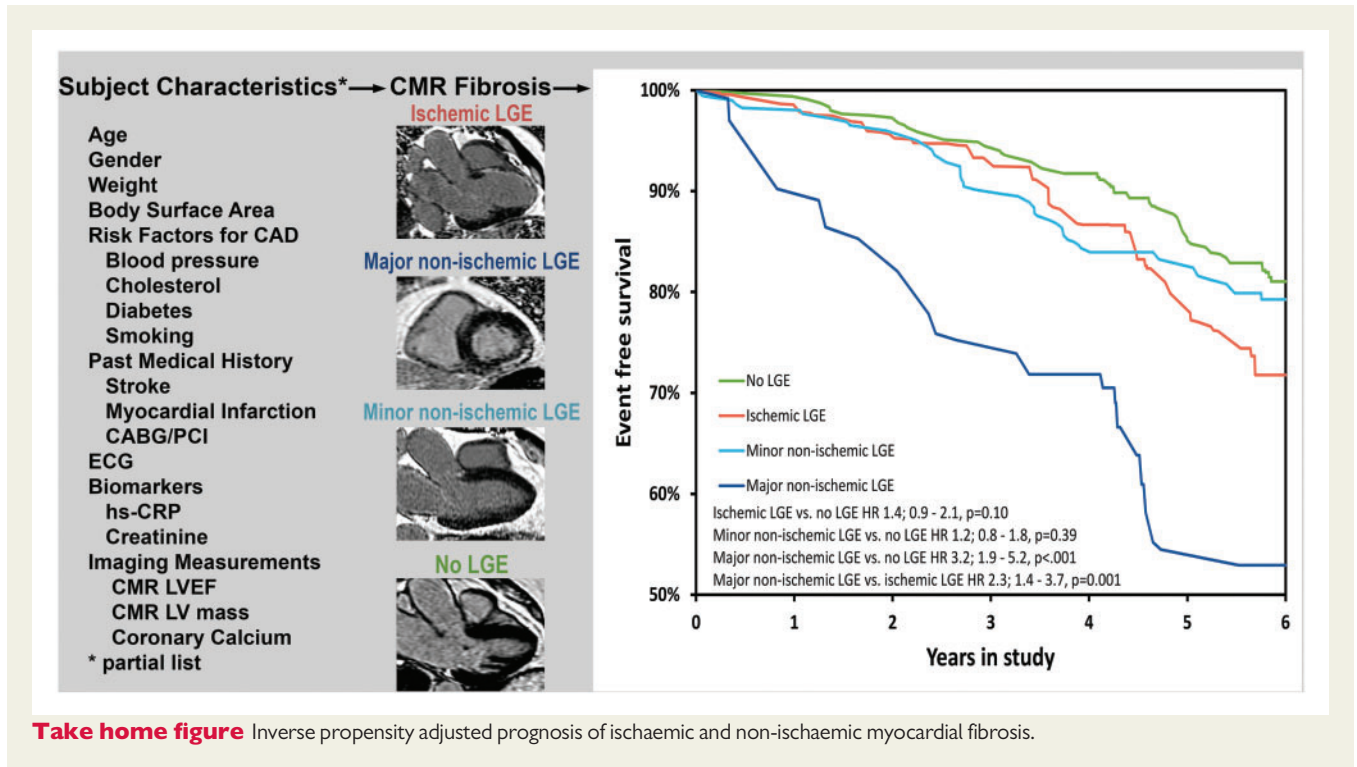 Subject Characteristics* → CMR Fibrosis →
Age
Gender
Weight
Body Surface Area
Risk Factors for CAD
Blood pressure
Cholesterol
Diabetes
Smoking
Past Medical History
Stroke
Myocardial Infarction
CABG/PCI
ECG
Biomarkers
hs-CRP
Creatinine
Imaging Measurements
CMR LVEF
CMR LV mass
Coronary Calcium
* partial list
Ischemic LGE
Major non-ischemic LGE
Minor non-ischemic LGE
No LGE
Event free survival
100%
90%
80%
70%
60%
50%
No LGE
Ischemic LGE
Minor non-ischemic LGE
Major non-ischemic LGE
Ischemic LGE vs. no LGE HR 1.4; 0.9 - 2.1, p=0.10
Minor non-ischemic LGE vs. no LGE HR 1.2; 0.8 - 1.8, p=0.39
Major non-ischemic LGE vs. no LGE HR 3.2; 1.9 - 5.2, p<.001
Major non-ischemic LGE vs. ischemic LGE HR 2.3; 1.4 - 3.7, p=0.001
0 1 2 3 4 5 6
Years in study
Take home figure Inverse propensity adjusted prognosis of ischaemic and non-ischaemic myocardial fibrosis.